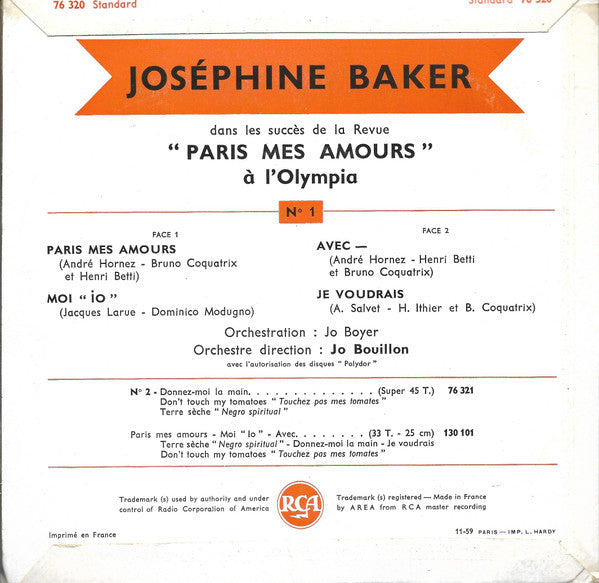 76 320 Standard
Standard 76 320
JOSÉPHINE BAKER
dans les succès de la Revue
“ PARIS MES AMOURS ”
à l’Olympia
N° 1
FACE 1
PARIS MES AMOURS
(André Hornez - Bruno Coquatrix
et Henri Betti)
MOI “ ÌO ”
(Jacques Larue - Dominico Modugno)
FACE 2
AVEC —
(André Hornez - Henri Betti
et Bruno Coquatrix)
JE VOUDRAIS
(A. Salvet - H. Ithier et B. Coquatrix)
Orchestration : Jo Boyer
Orchestre direction : Jo Bouillon
avec l’autorisation des disques “ Polydor ”
N° 2 - Donnez-moi la main. . . . . . . . . . . . . . . (Super 45 T.) 76 321
Don’t touch my tomatoes “ Touchez pas mes tomates ”
Terre sèche “ Negro spiritual ”
Paris mes amours - Moi “ Io ” - Avec. . . . . . . . (33 T. - 25 cm) 130 101
Terre sèche “ Negro spiritual ” - Donnez-moi la main - Je voudrais
Don’t touch my tomatoes “ Touchez pas mes tomates ”
Trademark (s) used by authority and under
control of Radio Corporation of America
RCA
Trademark (s) registered — Made in France
by AREA from RCA master recording
Imprimé en France
11-59 PARIS — IMP. L. HARDY